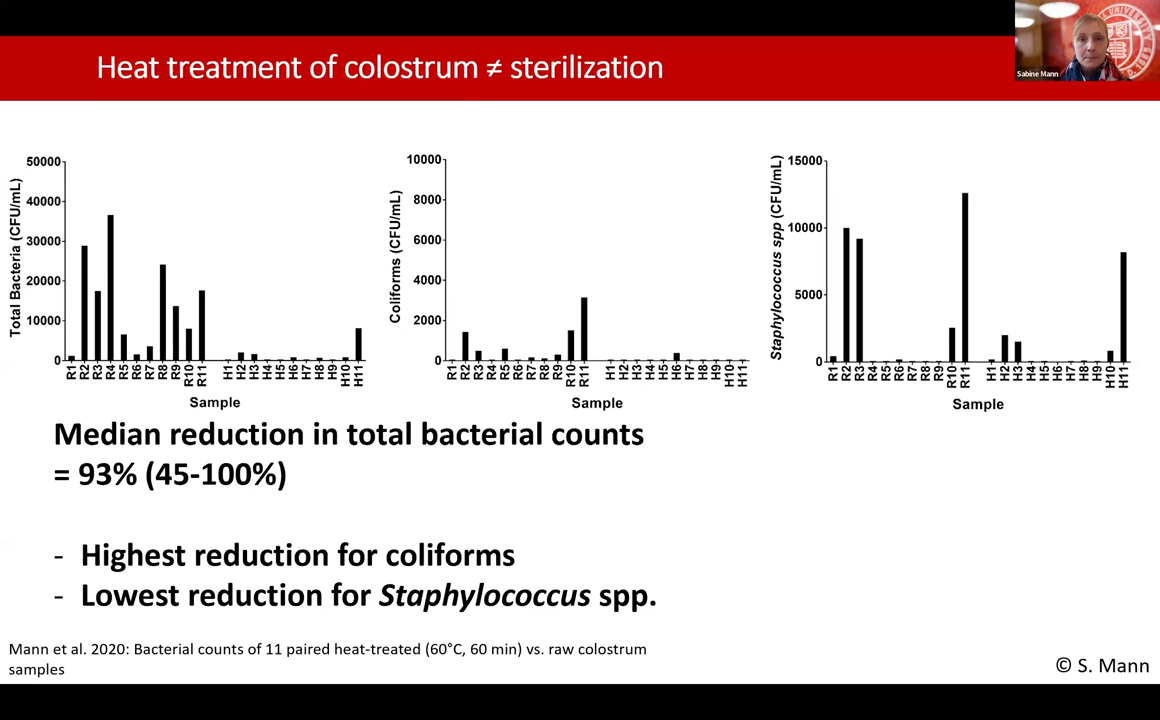 Heat treatment of colostrum ≠ sterilization
Sabine Mann
Total Bacteria (CFU/mL)
50000
40000
30000
20000
10000
0
R1 R2 R3 R4 R5 R6 R7 R8 R9 R10 R11 H1 H2 H3 H4 H5 H6 H7 H8 H9 H10 H11
Sample
Coliforms (CFU/mL)
10000
8000
6000
4000
2000
0
R1 R2 R3 R4 R5 R6 R7 R8 R9 R10 R11 H1 H2 H3 H4 H5 H6 H7 H8 H9 H10 H11
Sample
Staphylococcus spp (CFU/mL)
15000
10000
5000
0
R1 R2 R3 R4 R5 R6 R7 R8 R9 R10 R11 H1 H2 H3 H4 H5 H6 H7 H8 H9 H10 H11
Sample
Median reduction in total bacterial counts
= 93% (45-100%)
- Highest reduction for coliforms
- Lowest reduction for Staphylococcus spp.
Mann et al. 2020: Bacterial counts of 11 paired heat-treated (60°C, 60 min) vs. raw colostrum
samples
© S. Mann